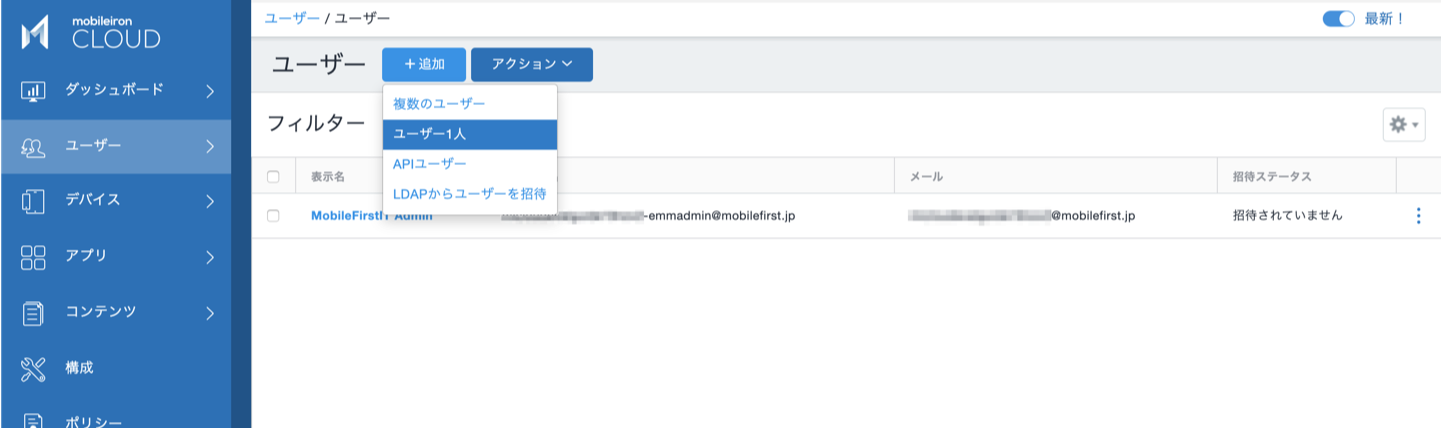 mobileiron
CLOUD
ダッシュボード
ユーザー
デバイス
アプリ
コンテンツ
構成
ポリシー
ユーザー / ユーザー
最新！
ユーザー
+ 追加
アクション
複数のユーザー
ユーザー1人
APIユーザー
LDAPからユーザーを招待
フィルター
表示名
メール
招待ステータス
MobileFirstIT Admin
-emmadmin@mobilefirst.jp
@mobilefirst.jp
招待されていません